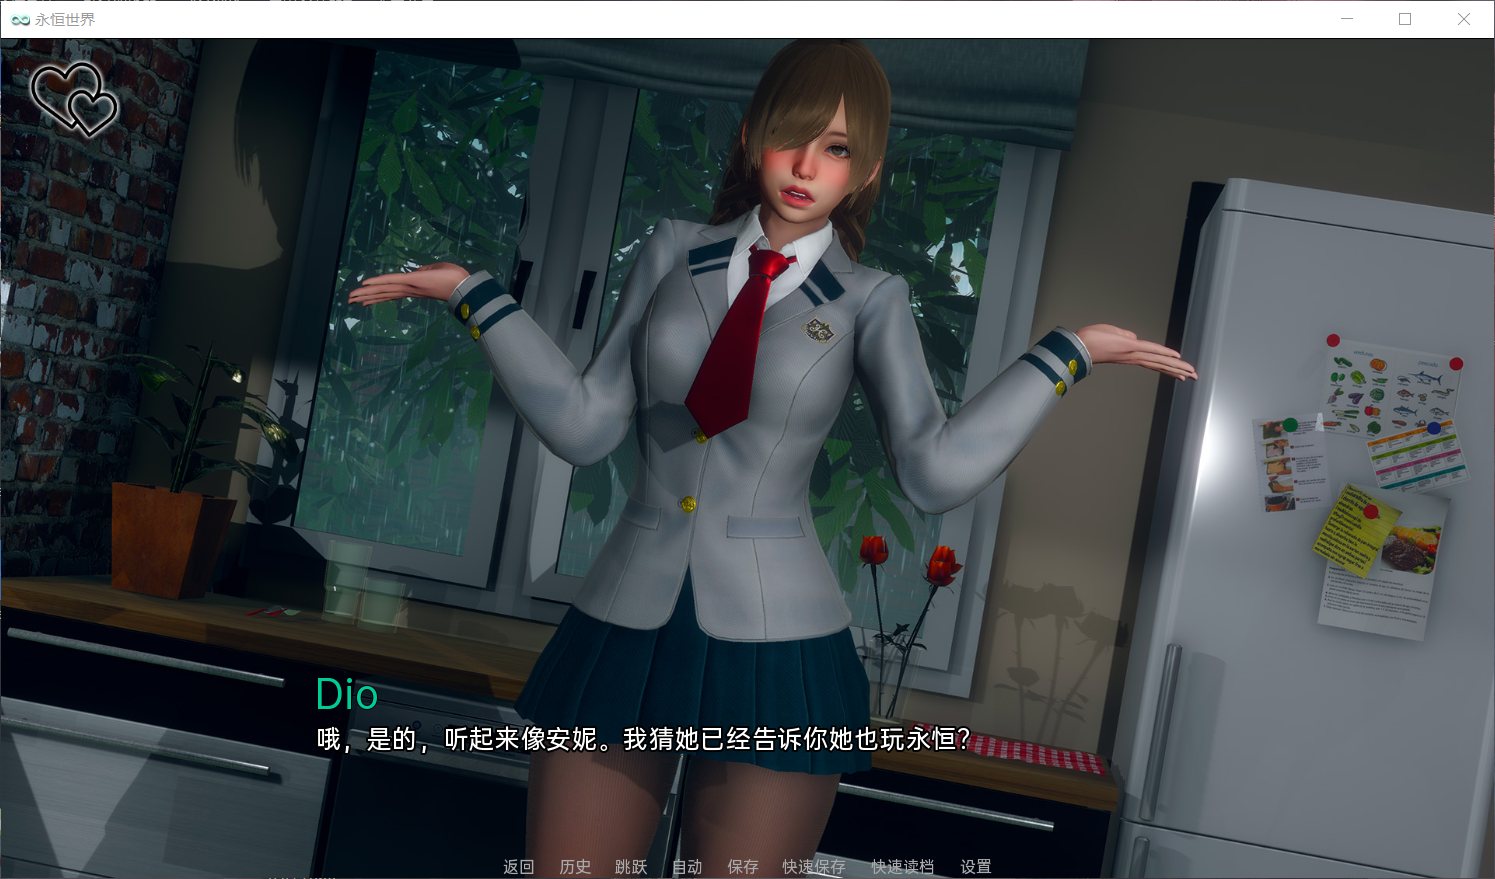 永恒世界
Dio
哦，是的，听起来像安妮。我猜她已经告诉你她也玩永恒？
返回 历史 跳跃 自动 保存 快速保存 快速读档 设置